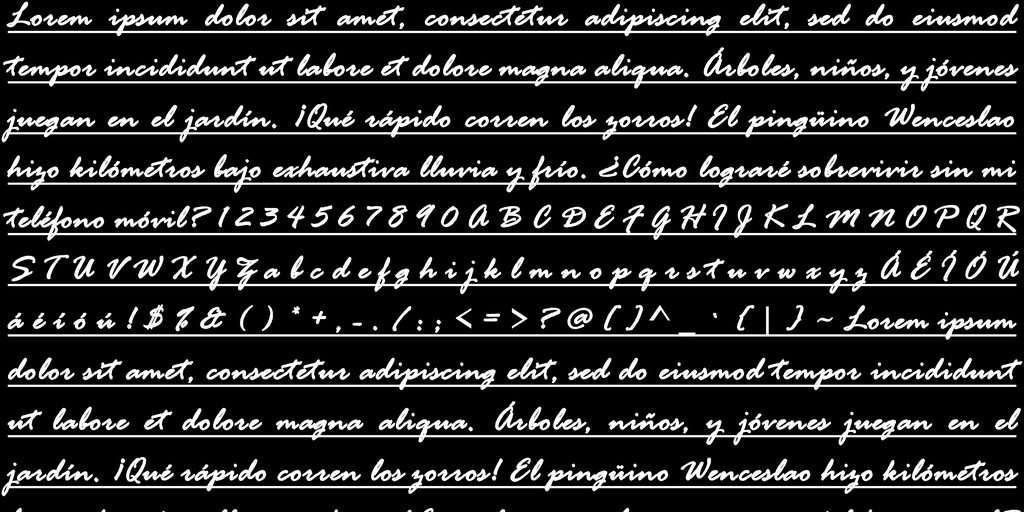 Lorem ipsum dolor sit amet, consectetur adipiscing elit, sed do eiusmod
tempor incididunt ut labore et dolore magna aliqua. Árboles, niños, y jóvenes
juegan en el jardín. ¡Qué rápido corren los zorros! El pingüino Wenceslao
hizo kilómetros bajo exhaustiva lluvia y frío. ¿Cómo lograré sobrevivir sin mi
teléfono móvil? 1 2 3 4 5 6 7 8 9 0 A B C D E F G H I J K L M N O P Q R
S T U V W X Y Z a b c d e f g h i j k l m n o p q r s t u v w x y z Á É Í Ó Ú
á é í ó ú ! $ % & ( ) * + , - . / : ; < = > ? @ [ ] ^ _ ` { | } ~ Lorem ipsum
dolor sit amet, consectetur adipiscing elit, sed do eiusmod tempor incididunt
ut labore et dolore magna aliqua. Árboles, niños, y jóvenes juegan en el
jardín. ¡Qué rápido corren los zorros! El pingüino Wenceslao hizo kilómetros